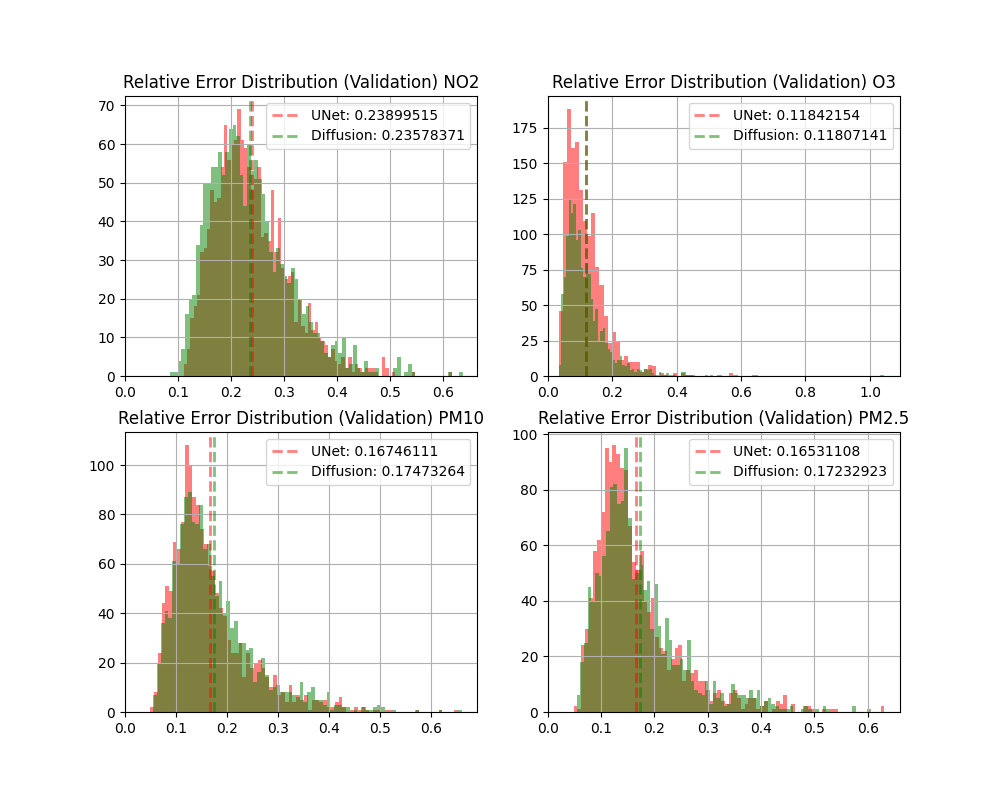 Relative Error Distribution (Validation) NO2
UNet: 0.23899515
Diffusion: 0.23578371
70
60
50
40
30
20
10
0
0.0 0.1 0.2 0.3 0.4 0.5 0.6
Relative Error Distribution (Validation) O3
UNet: 0.11842154
Diffusion: 0.11807141
175
150
125
100
75
50
25
0
0.0 0.2 0.4 0.6 0.8 1.0
Relative Error Distribution (Validation) PM10
UNet: 0.16746111
Diffusion: 0.17473264
100
80
60
40
20
0
0.0 0.1 0.2 0.3 0.4 0.5 0.6
Relative Error Distribution (Validation) PM2.5
UNet: 0.16531108
Diffusion: 0.17232923
100
80
60
40
20
0
0.0 0.1 0.2 0.3 0.4 0.5 0.6